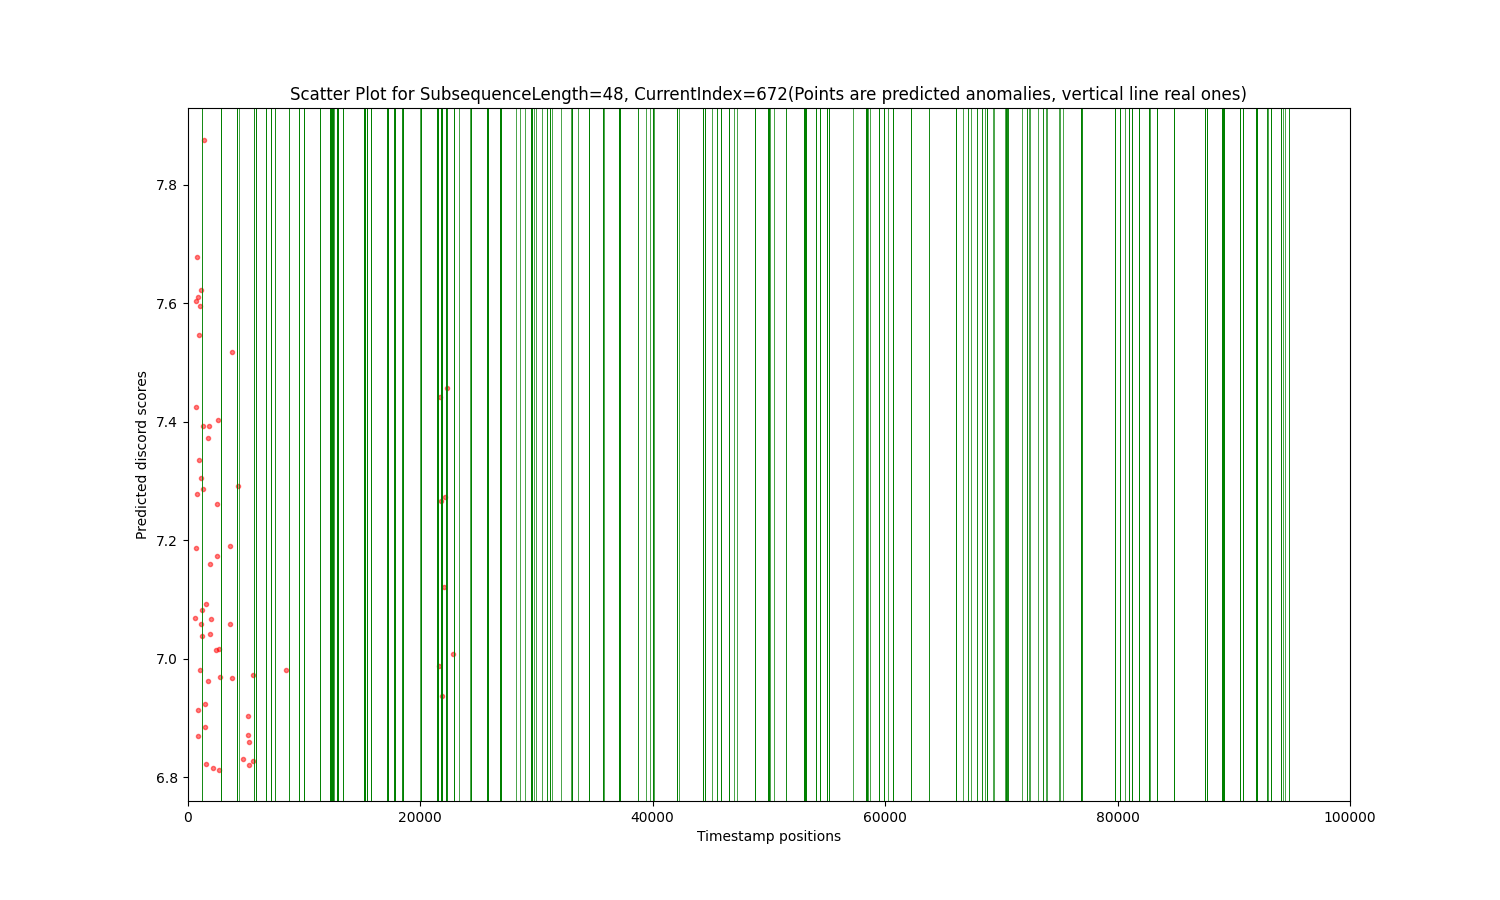 Scatter Plot for SubsequenceLength=48, CurrentIndex=672(Points are predicted anomalies, vertical line real ones)
7.8
7.6
7.4
7.2
7.0
6.8
Predicted discord scores
0 20000 40000 60000 80000 100000
Timestamp positions